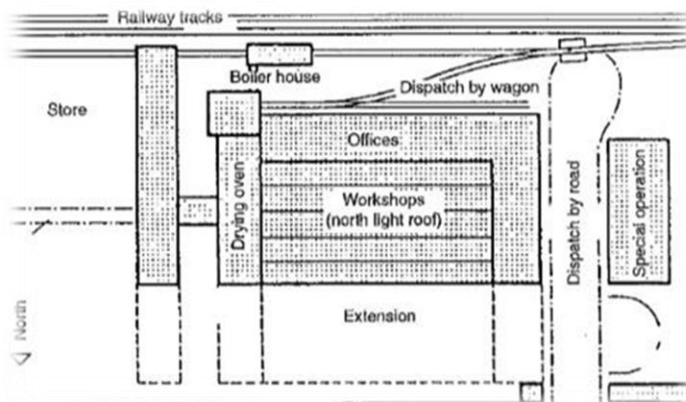 Railway tracks
Boiler house
Dispatch by wagon
Store
Offices
Drying oven
Workshops
(north light roof)
Dispatch by road
Special operation
Extension
North